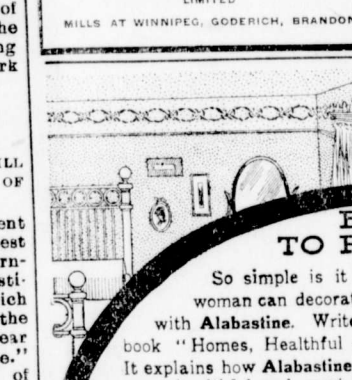 of
he
ng
rk
ILL
OF
ent
est
rn-
sti-
ich
the
ear
e."
of
LIMITED
MILLS AT WINNIPEG, GODERICH, BRANDON
TO
So simple is it
woman can decorat
with Alabastine. Write
book "Homes, Healthful
It explains how Alabastine